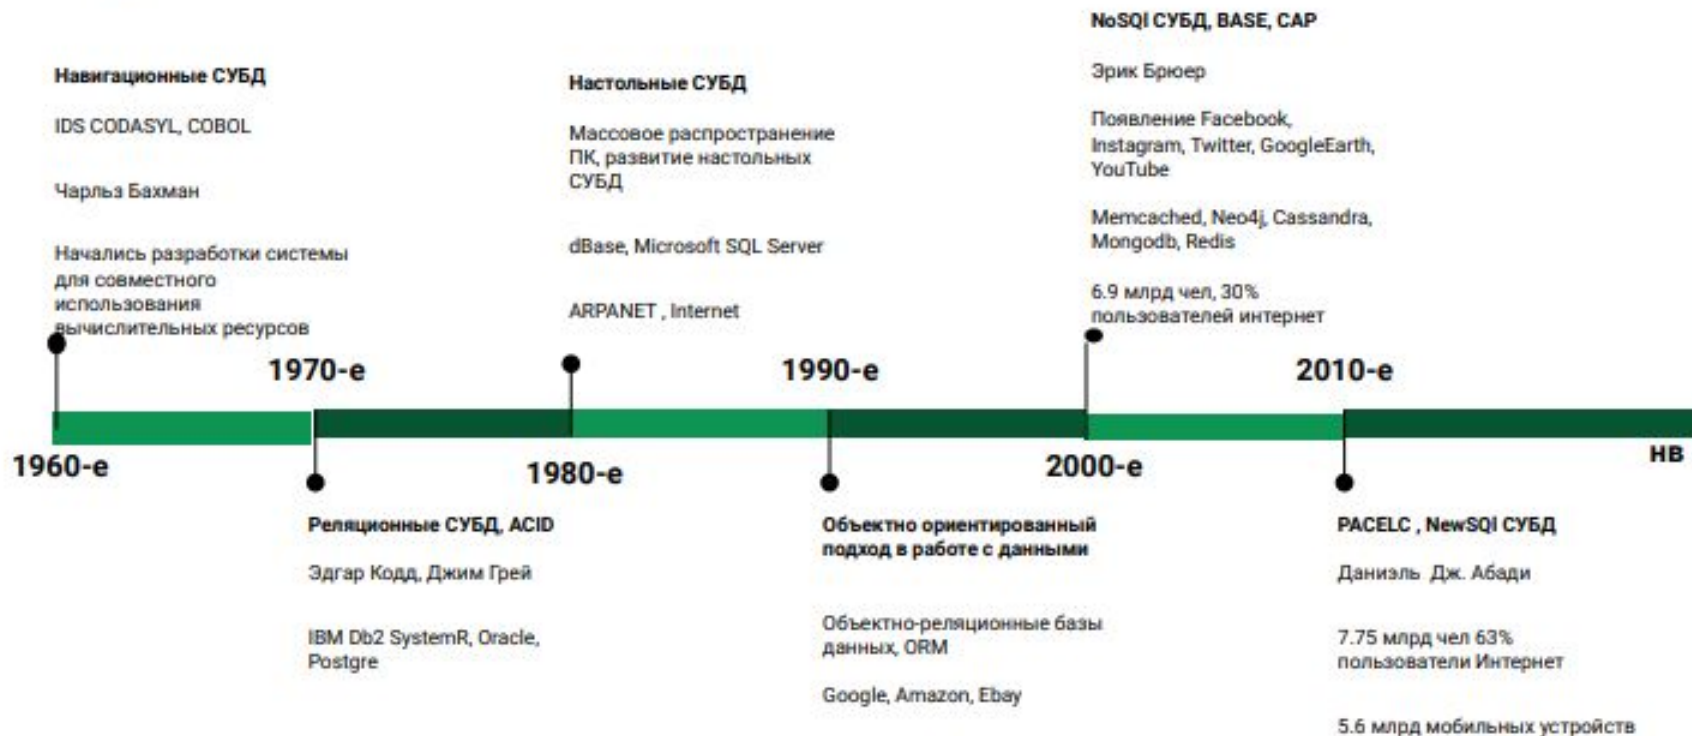 Навигационные СУБД
IDS CODASYL, COBOL
Чарльз Бахман
Начались разработки системы
для совместного
использования
вычислительных ресурсов
1960-е
1970-е
Реляционные СУБД, ACID
Эдгар Кодд, Джим Грей
IBM Db2 SystemR, Oracle,
Postgre
Настольные СУБД
Массовое распространение
ПК, развитие настольных
СУБД
dBase, Microsoft SQL Server
ARPANET , Internet
1980-е
1990-е
Объектно ориентированный
подход в работе с данными
Объектно-реляционные базы
данных, ORM
Google, Amazon, Ebay
NoSQl СУБД, BASE, CAP
Эрик Брюер
Появление Facebook,
Instagram, Twitter, GoogleEarth,
YouTube
Memcached, Neo4j, Cassandra,
Mongodb, Redis
6.9 млрд чел, 30%
пользователей интернет
2000-е
2010-е
PACELC , NewSQl СУБД
Даниэль Дж. Абади
7.75 млрд чел 63%
пользователи Интернет
5.6 млрд мобильных устройств
нв